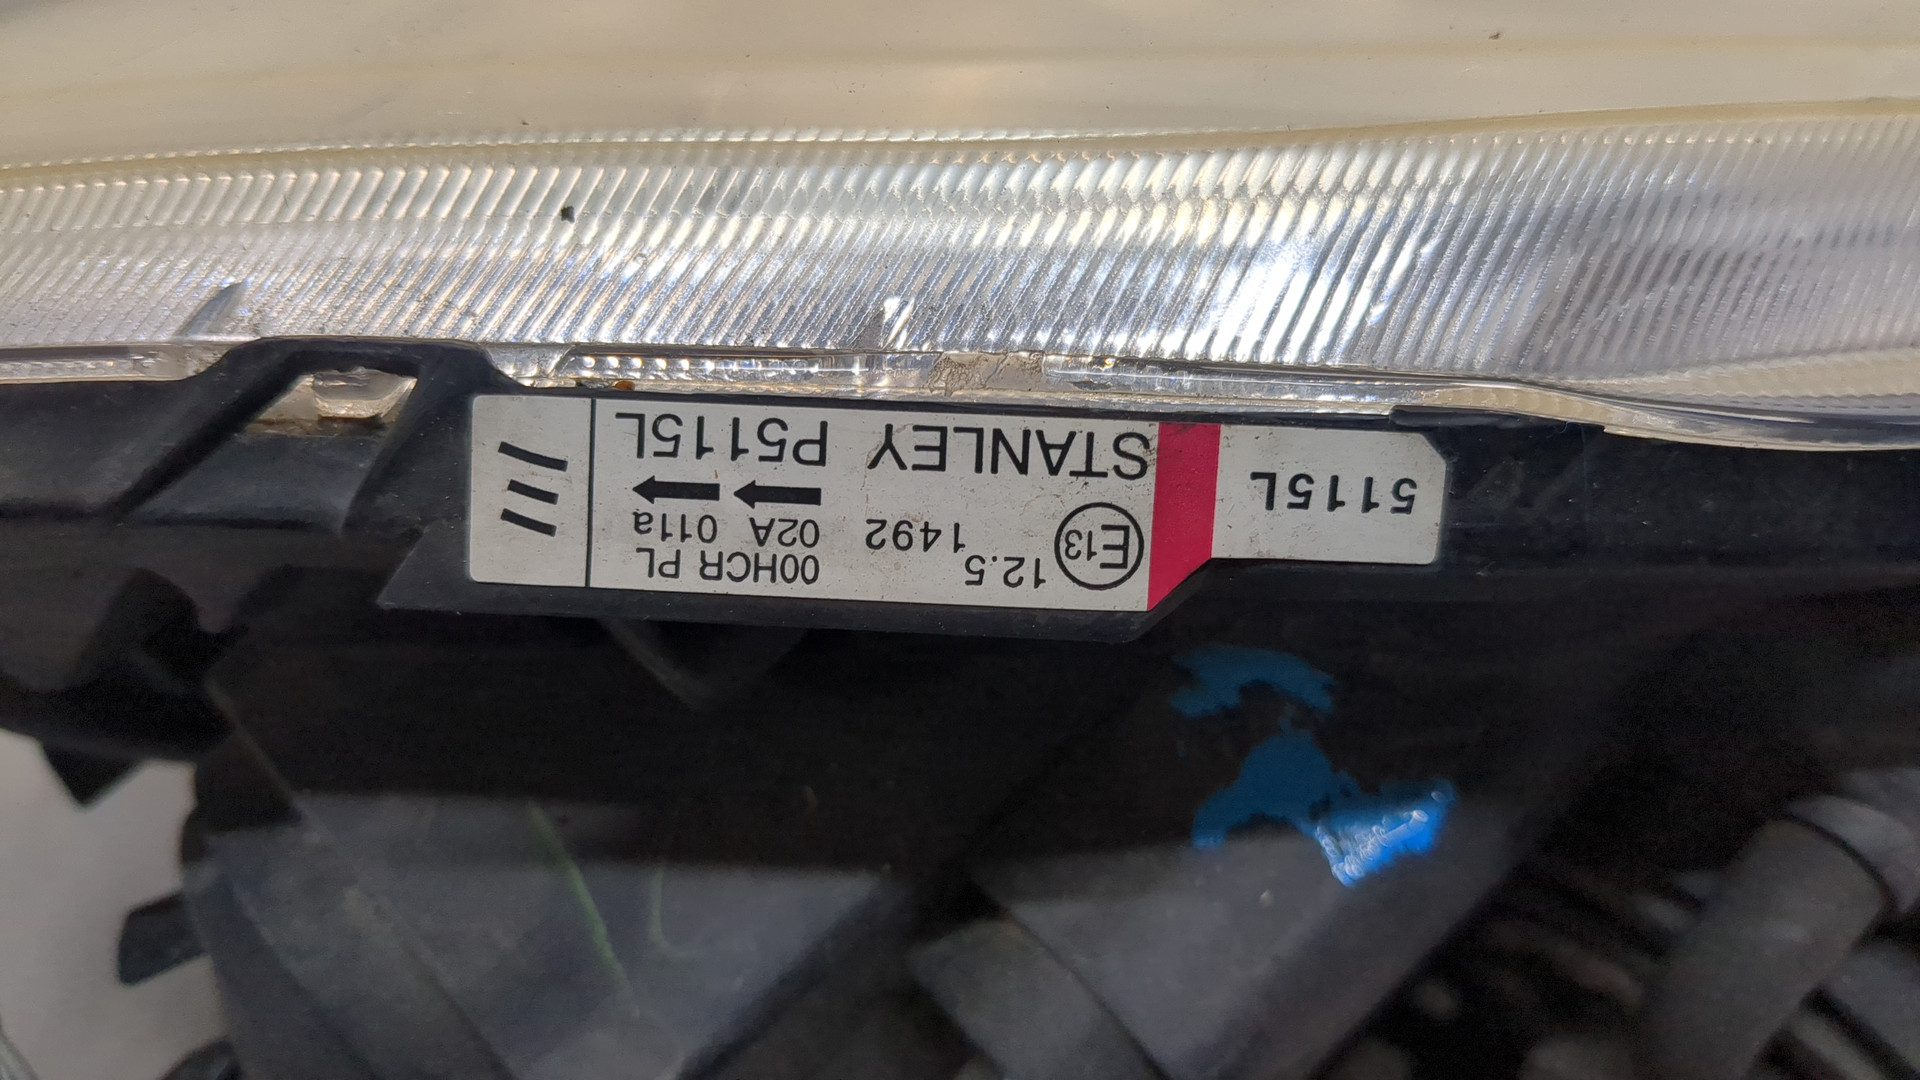 5115L
E13 12.5 1492 00HCR PL
02A 011a
STANLEY P5115L